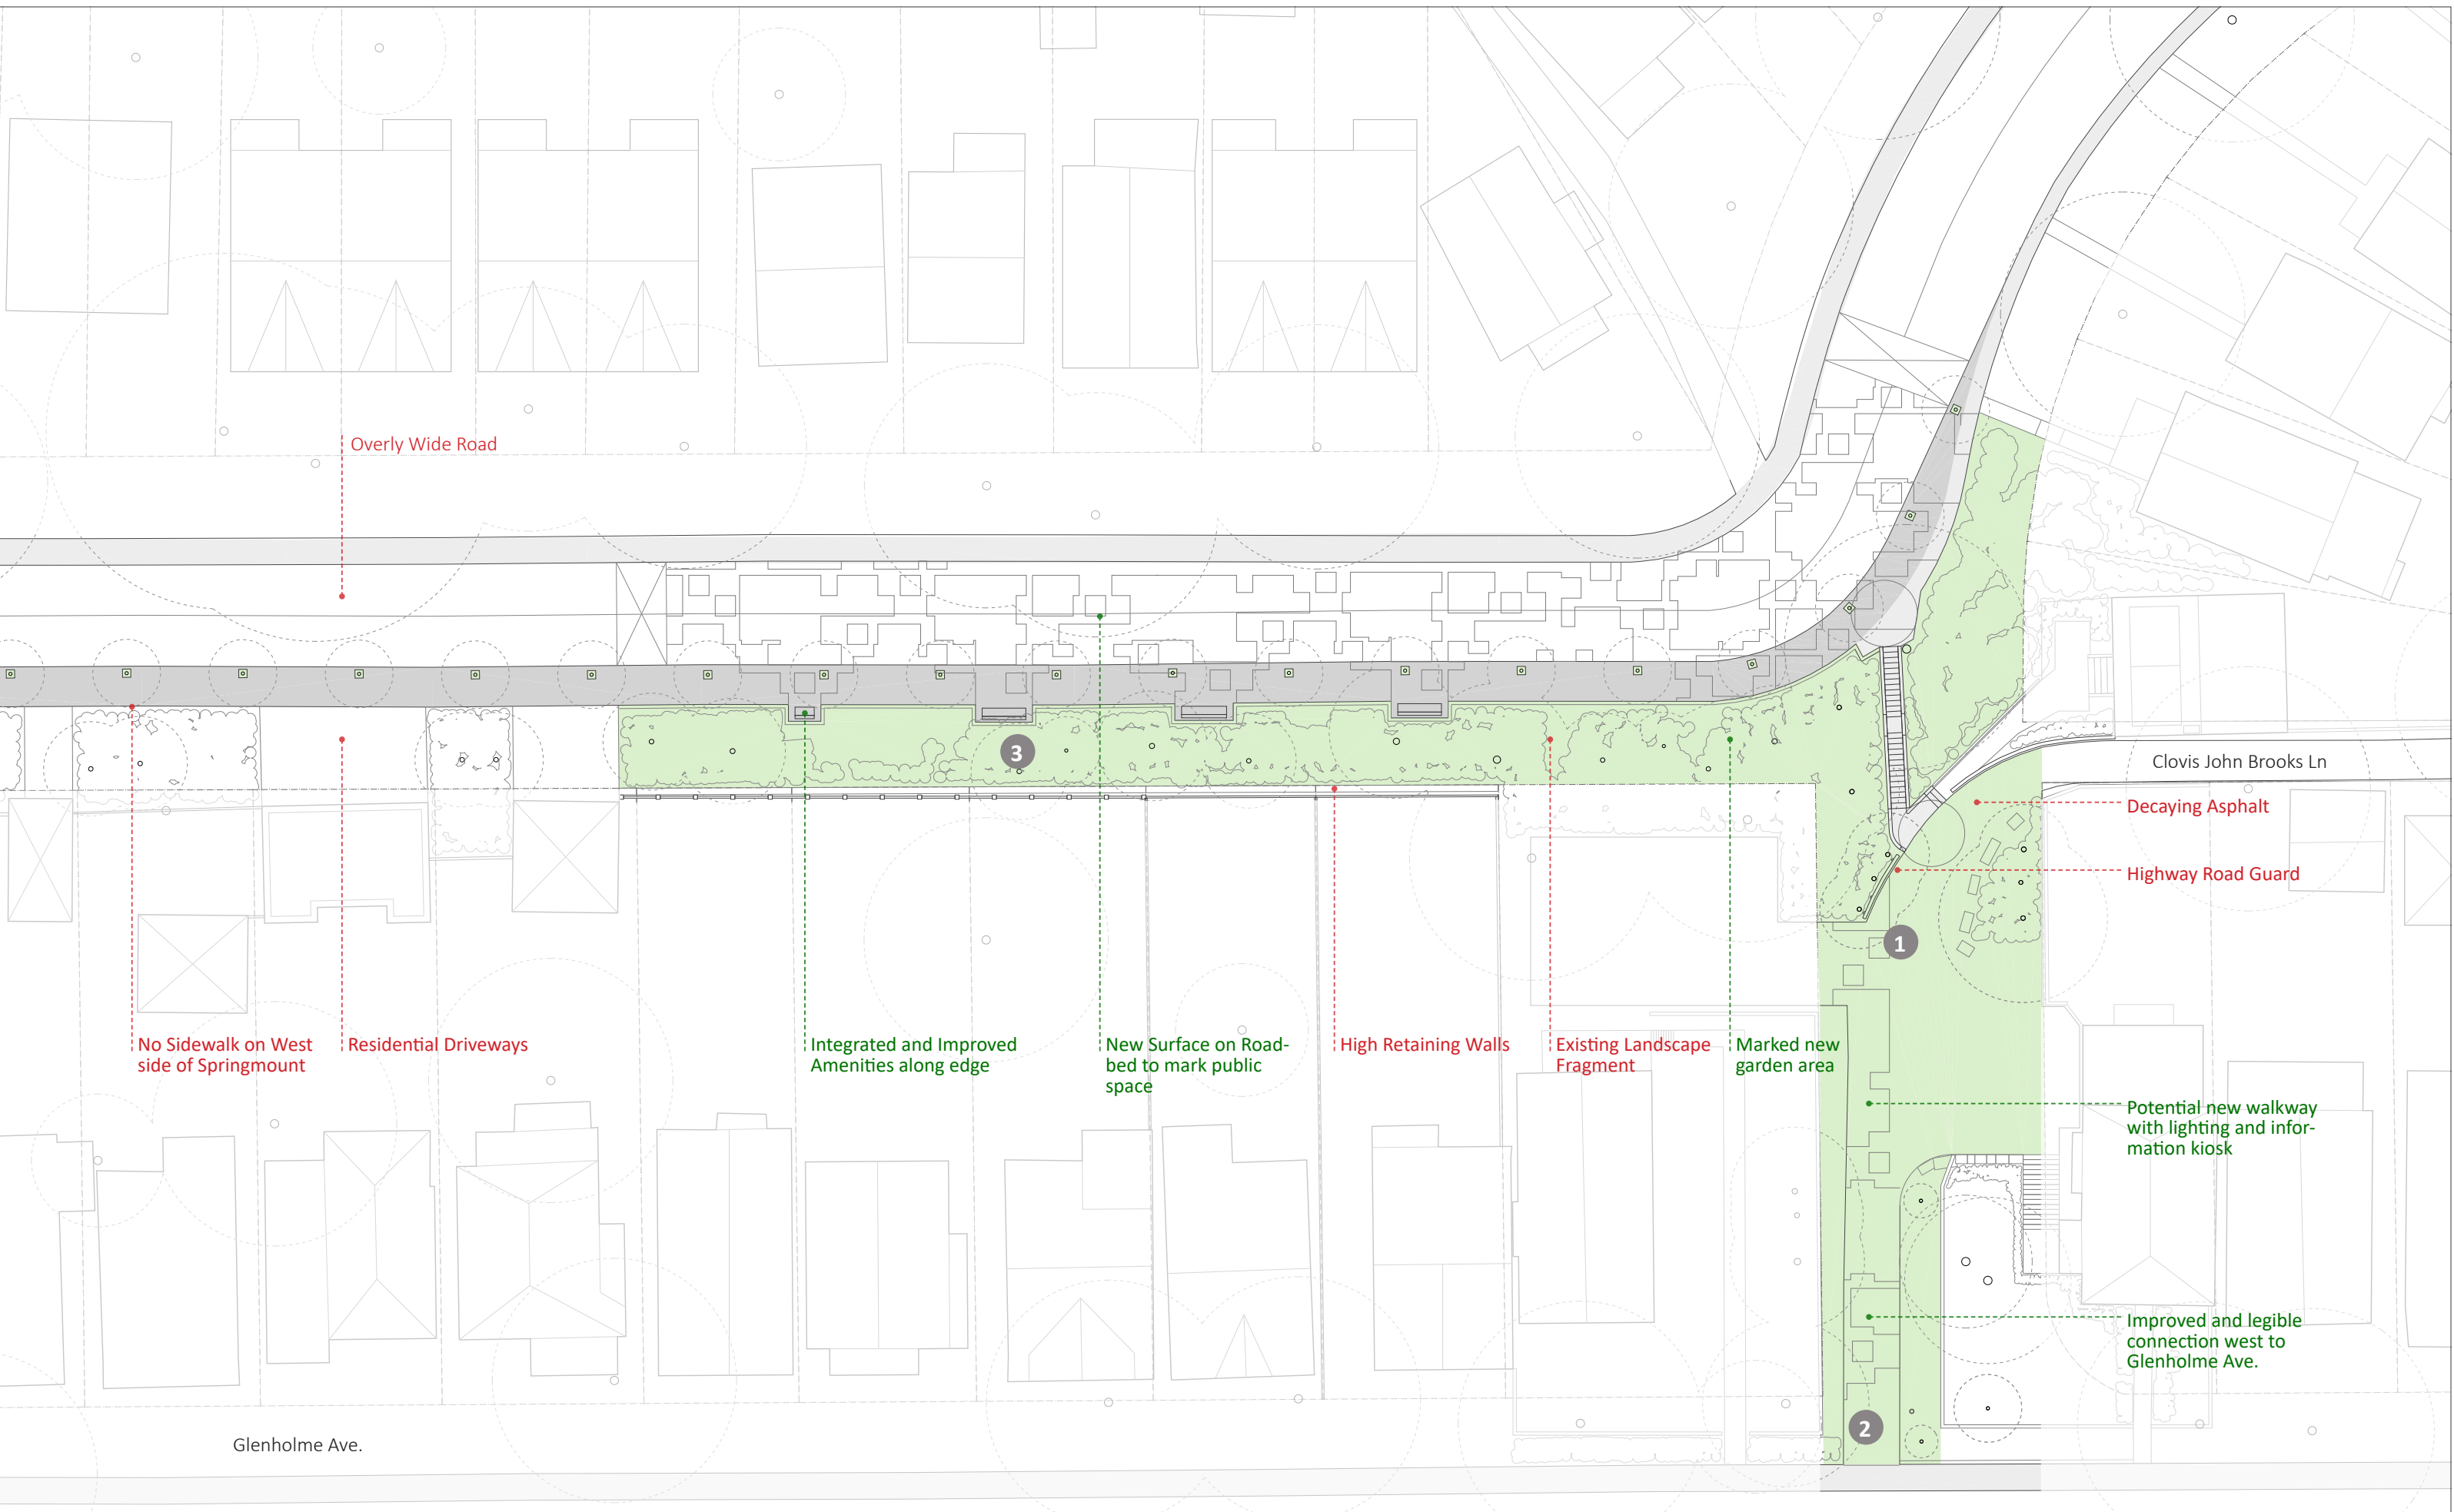 Overly Wide Road
3
Clovis John Brooks Ln
Decaying Asphalt
Highway Road Guard
1
No Sidewalk on West
side of Springmount
Residential Driveways
Integrated and Improved
Amenities along edge
New Surface on Road-
bed to mark public
space
High Retaining Walls
Existing Landscape
Fragment
Marked new
garden area
Potential new walkway
with lighting and infor-
mation kiosk
Improved and legible
connection west to
Glenholme Ave.
2
Glenholme Ave.